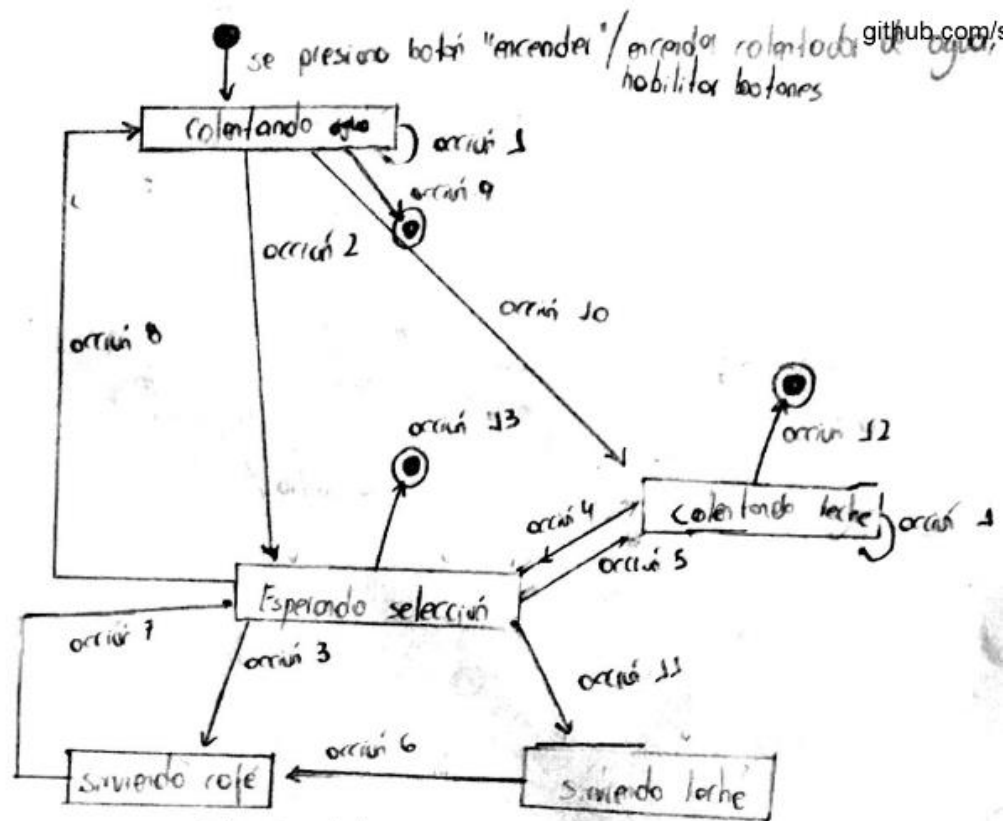 github.com/s
se presiono botón "encender"/ encender calentador de agua,
habilitar botones
Calentando agua
acción 1
acción 9
acción 2
acción 10
acción 8
acción 13
acción 12
Calentando leche
acción 1
acción 4
acción 5
Esperando selección
acción 7
acción 3
acción 11
acción 6
Sirviendo café
Sirviendo leche